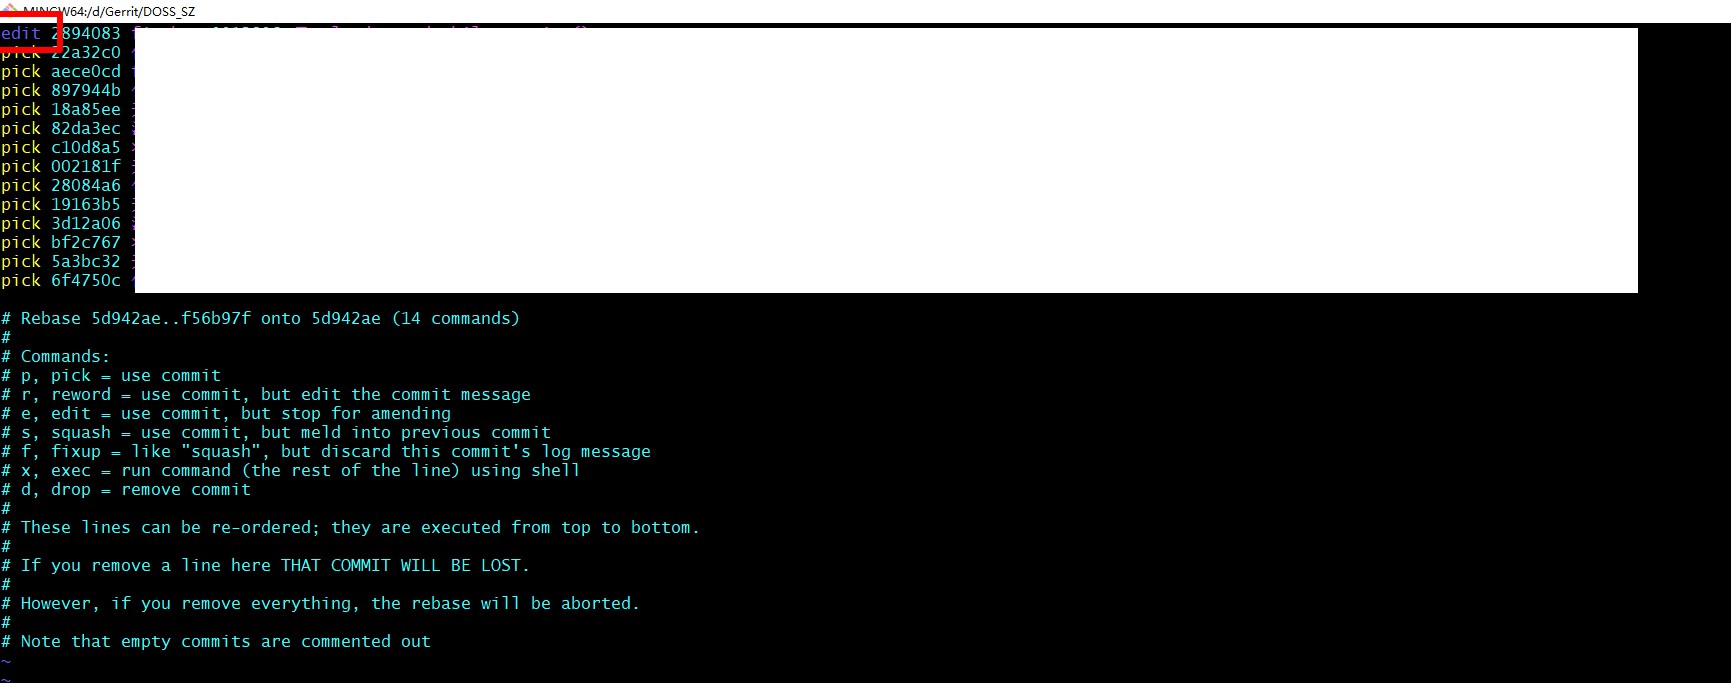 MINGW64:/d/Gerrit/DOSS_SZ
edit 2894083
pick 22a32c0
pick aece0cd
pick 897944b
pick 18a85ee
pick 82da3ec
pick c10d8a5
pick 002181f
pick 28084a6
pick 19163b5
pick 3d12a06
pick bf2c767
pick 5a3bc32
pick 6f4750c
# Rebase 5d942ae..f56b97f onto 5d942ae (14 commands)
#
# Commands:
# p, pick = use commit
# r, reword = use commit, but edit the commit message
# e, edit = use commit, but stop for amending
# s, squash = use commit, but meld into previous commit
# f, fixup = like "squash", but discard this commit's log message
# x, exec = run command (the rest of the line) using shell
# d, drop = remove commit
#
# These lines can be re-ordered; they are executed from top to bottom.
#
# If you remove a line here THAT COMMIT WILL BE LOST.
#
# However, if you remove everything, the rebase will be aborted.
#
# Note that empty commits are commented out
~
~